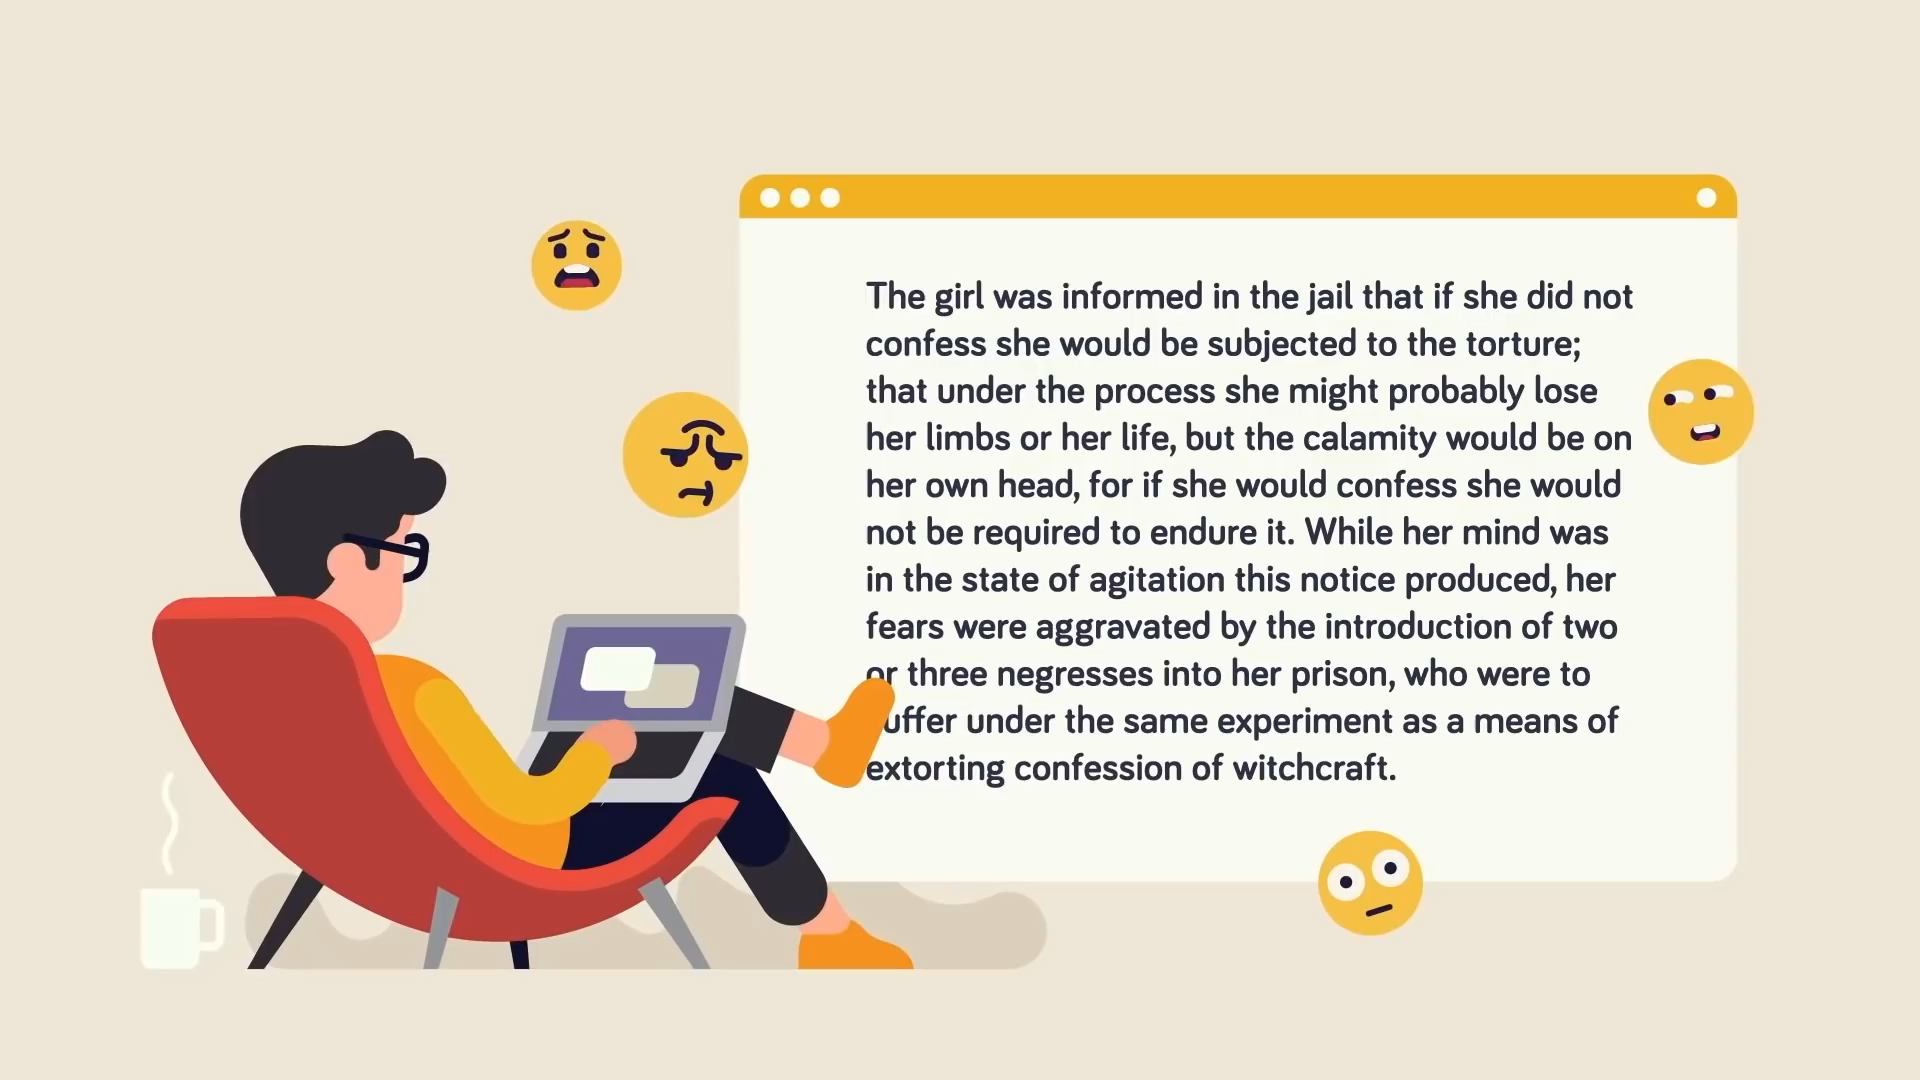 The girl was informed in the jail that if she did not
confess she would be subjected to the torture;
that under the process she might probably lose
her limbs or her life, but the calamity would be on
her own head, for if she would confess she would
not be required to endure it. While her mind was
in the state of agitation this notice produced, her
fears were aggravated by the introduction of two
or three negresses into her prison, who were to
suffer under the same experiment as a means of
extorting confession of witchcraft.